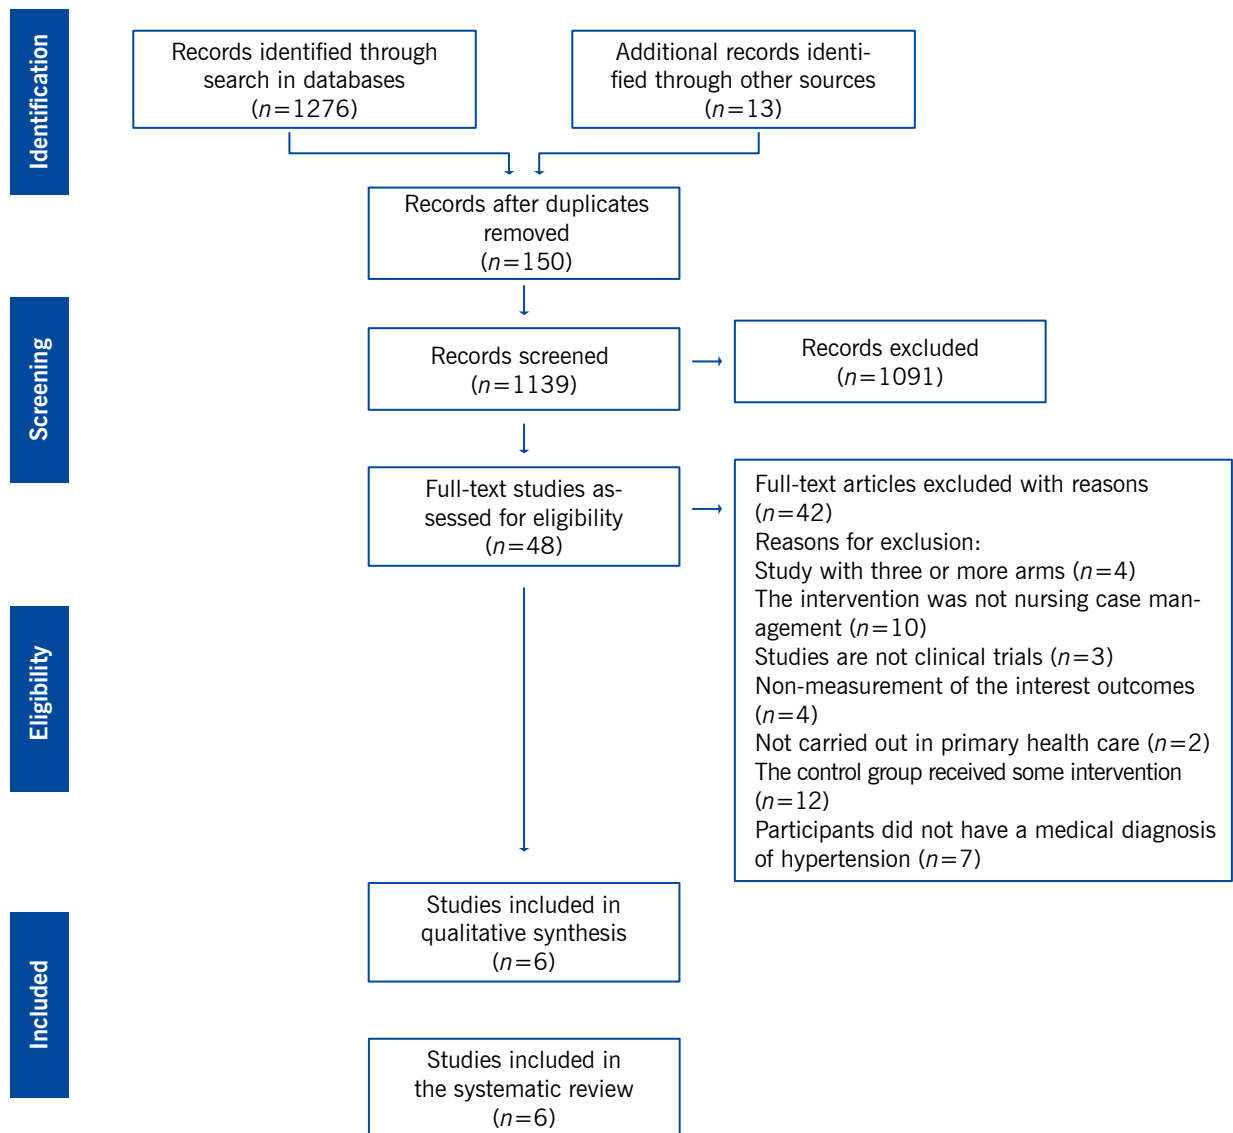 Identification
Records identified through
search in databases
(n=1276)
Additional records identi-
fied through other sources
(n=13)
Records after duplicates
removed
(n=150)
Screening
Records screened
(n=1139)
Records excluded
(n=1091)
Full-text studies as-
sessed for eligibility
(n=48)
Full-text articles excluded with reasons
(n=42)
Reasons for exclusion:
Study with three or more arms (n=4)
The intervention was not nursing case man-
agement (n=10)
Studies are not clinical trials (n=3)
Non-measurement of the interest outcomes
(n=4)
Not carried out in primary health care (n=2)
The control group received some intervention
(n=12)
Participants did not have a medical diagnosis
of hypertension (n=7)
Eligibility
Studies included in
qualitative synthesis
(n=6)
Included
Studies included in
the systematic review
(n=6)